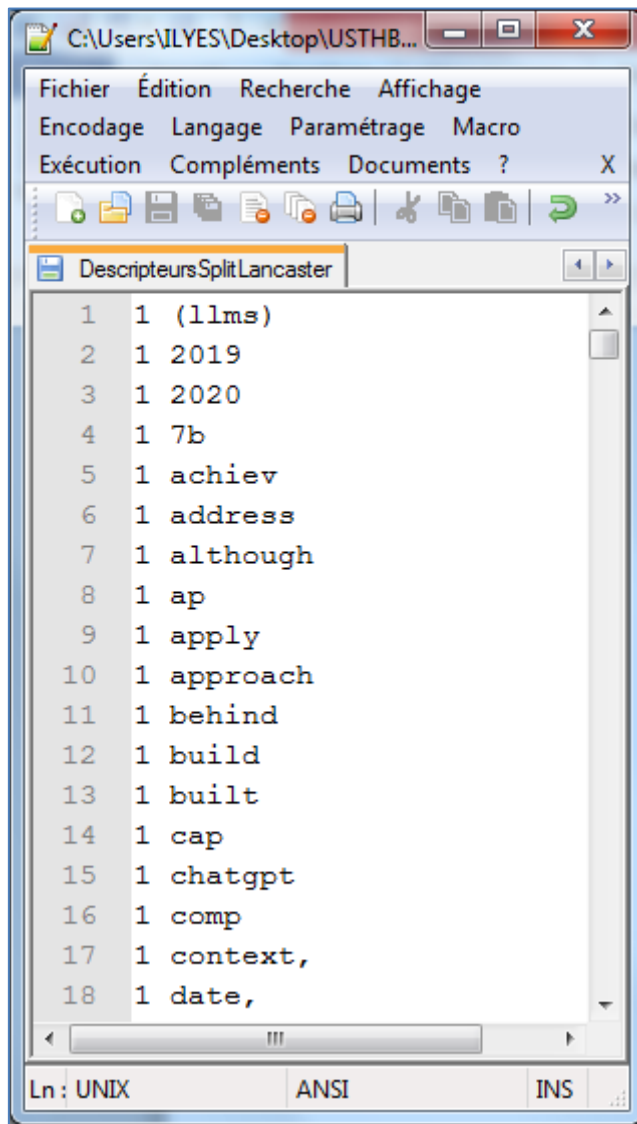 C:\Users\ILYES\Desktop\USTHB...
Fichier Édition Recherche Affichage
Encodage Langage Paramétrage Macro
Exécution Compléments Documents ? X
DescripteursSplitLancaster
1 1 (llms)
2 1 2019
3 1 2020
4 1 7b
5 1 achiev
6 1 address
7 1 although
8 1 ap
9 1 apply
10 1 approach
11 1 behind
12 1 build
13 1 built
14 1 cap
15 1 chatgpt
16 1 comp
17 1 context,
18 1 date,
Ln : UNIX ANSI INS